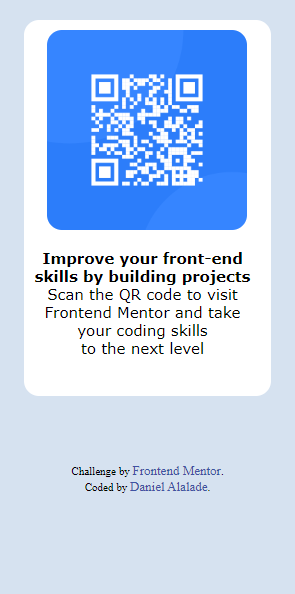 Improve your front-end
skills by building projects
Scan the QR code to visit
Frontend Mentor and take
your coding skills
to the next level
Challenge by Frontend Mentor.
Coded by Daniel Alalade.